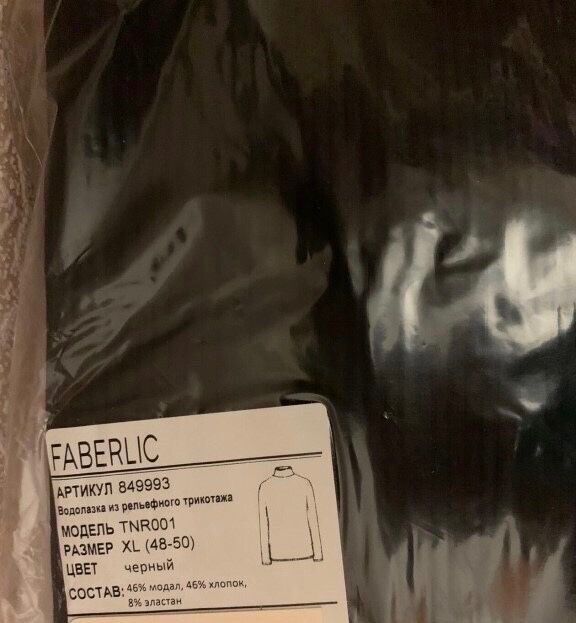 FABERLIC
АРТИКУЛ 849993
Водолазка из рельефного трикотажа
МОДЕЛЬ TNR001
РАЗМЕР XL (48-50)
ЦВЕТ черный
СОСТАВ: 46% модал, 46% хлопок,
8% эластан